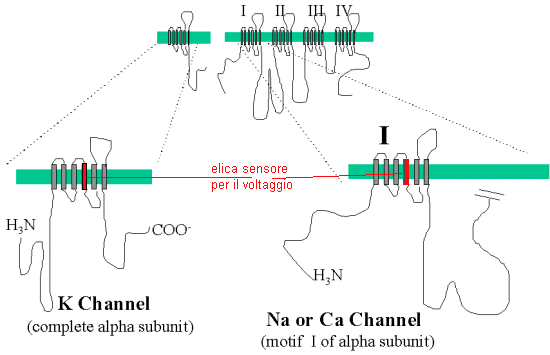 I II III IV
elica sensore
per il voltaggio
I
H3N
COO-
H3N
K Channel
(complete alpha subunit)
Na or Ca Channel
(motif I of alpha subunit)